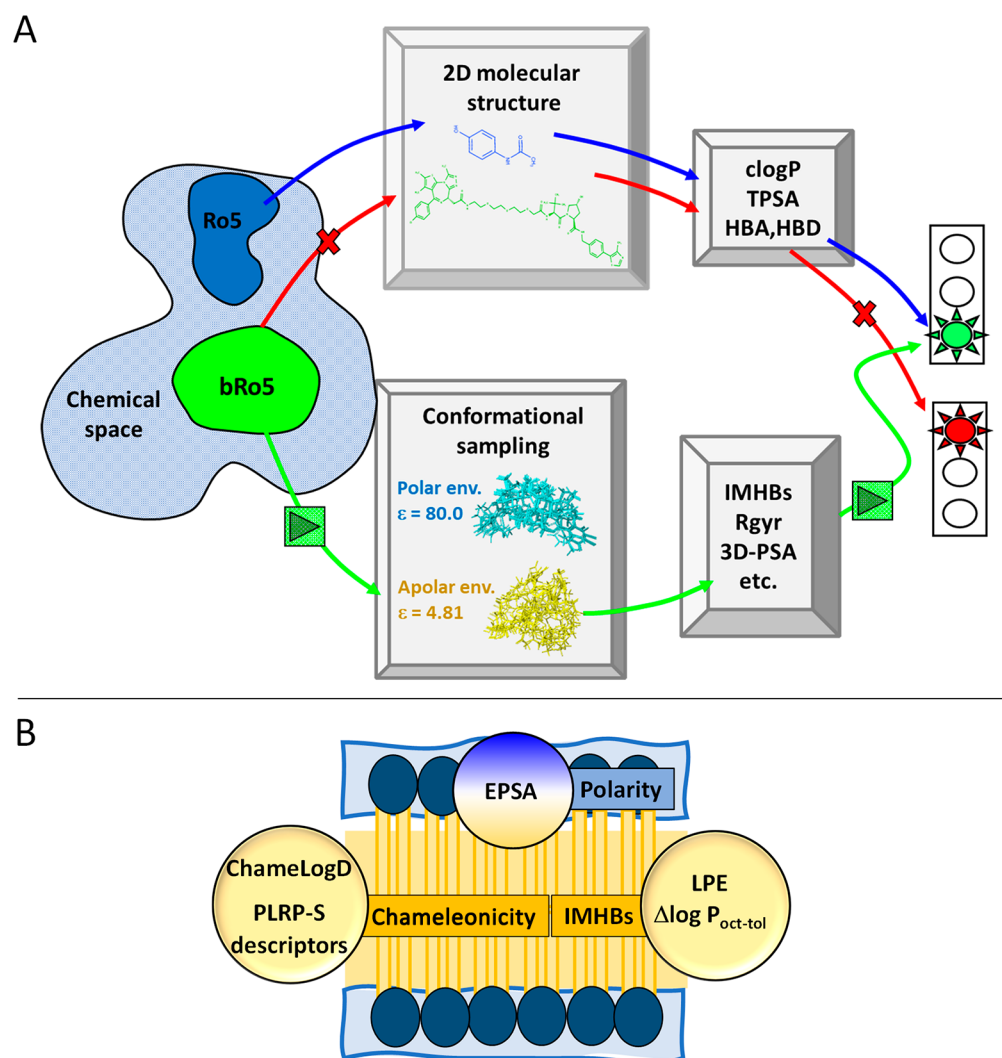 A
2D molecular
structure
Ro5
clogP
TPSA
HBA,HBD
bRo5
Chemical
space
Conformational
sampling
Polar env.
ε = 80.0
Apolar env.
ε = 4.81
IMHBs
Rgyr
3D-PSA
etc.
B
EPSA
Polarity
ChameLogD
PLRP-S
descriptors
Chameleonicity
IMHBs
LPE
Δlog Poct-tol